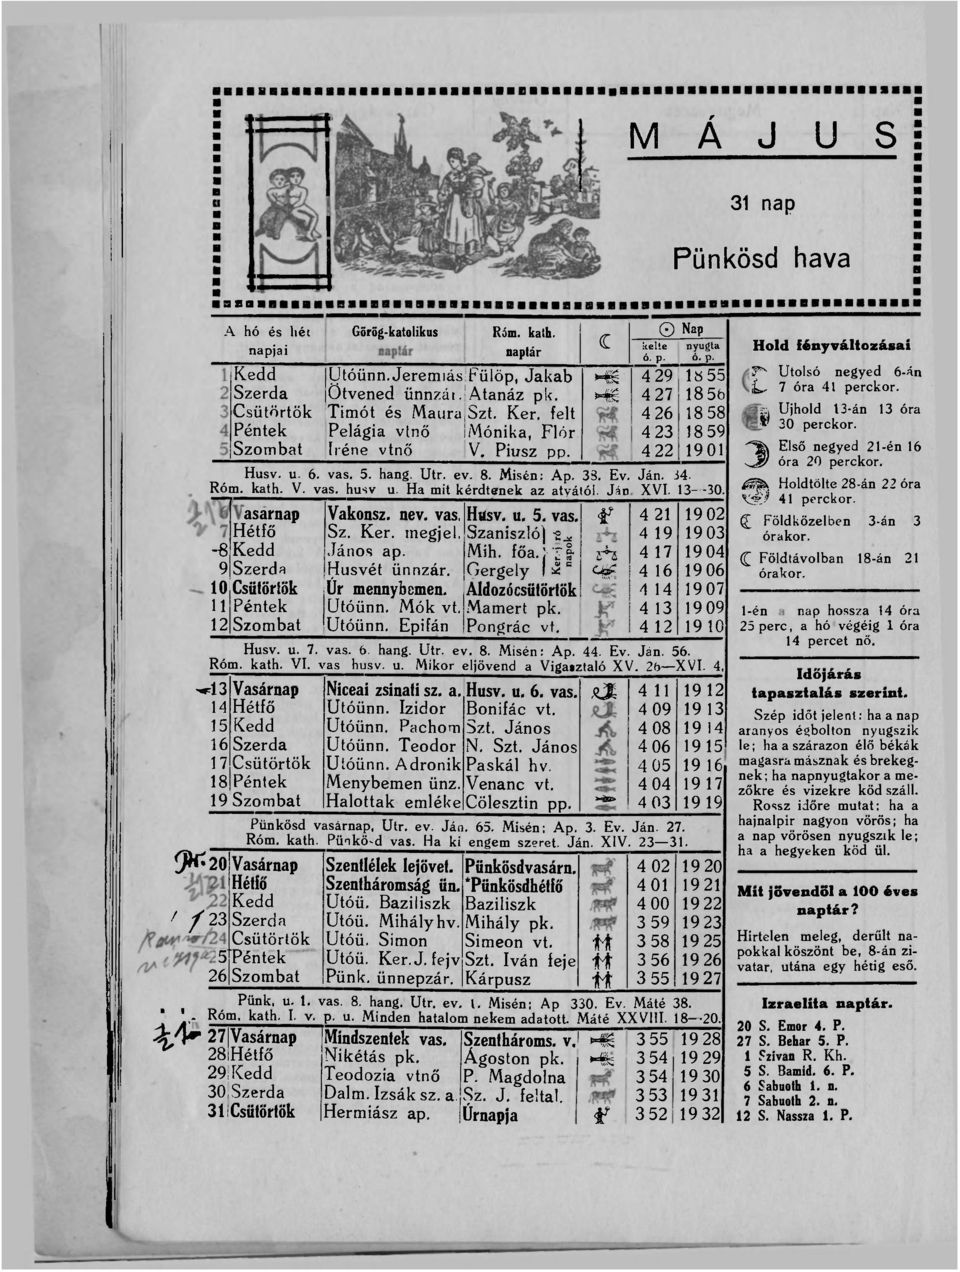 MÁJUS
31 nap
Pünkösd hava
A hó és hét napjai Görög-katolikus naptár Róm. kath. naptár ☾ ☉ Nap kelte ó. p. nyugta ó. p.
1 Kedd Utóünn. Jeremiás Fülöp, Jakab 4 29 18 55
2 Szerda Ötvened ünnzár. Atanáz pk. 4 27 18 56
3 Csütörtök Timót és Maura Szt. Ker. felt 4 26 18 58
4 Péntek Pelágia vtnő Mónika, Flór 4 23 18 59
5 Szombat Iréne vtnő V. Piusz pp. 4 22 19 01
Husv. u. 6. vas. 5. hang. Utr. ev. 8. Misén: Ap. 38. Ev. Ján. 34.
Róm. kath. V. vas. husv u. Ha mit kérdtenek az atyától. Ján. XVI. 13--30.
6 Vasárnap Vakonsz. nev. vas. Husv. u. 5. vas. 4 21 19 02
7 Hétfő Sz. Ker. megjel. Szaniszló 4 19 19 03
8 Kedd János ap. Mih. főa. 4 17 19 04
9 Szerda Husvét ünnzár. Gergely 4 16 19 06
Ker.-járó napok
10 Csütörtök Úr mennybemen. Áldozócsütörtök 4 14 19 07
11 Péntek Utóünn. Mók vt. Mamert pk. 4 13 19 09
12 Szombat Utóünn. Epifán Pongrác vt. 4 12 19 10
Husv. u. 7. vas. 6. hang. Utr. ev. 8. Misén: Ap. 44. Ev. Ján. 56.
Róm. kath. VI. vas husv. u. Mikor eljövend a Vigasztaló XV. 26—XVI. 4.
13 Vasárnap Niceai zsinati sz. a. Husv. u. 6. vas. 4 11 19 12
14 Hétfő Utóünn. Izidor Bonifác vt. 4 09 19 13
15 Kedd Utóünn. Pachom Szt. János 4 08 19 14
16 Szerda Utóünn. Teodor N. Szt. János 4 06 19 15
17 Csütörtök Utóünn. Adronik Paskál hv. 4 05 19 16
18 Péntek Menybemen ünz. Venanc vt. 4 04 19 17
19 Szombat Halottak emléke Cölesztin pp. 4 03 19 19
Pünkösd vasárnap, Utr. ev. Ján. 65. Misén; Ap. 3. Ev. Ján. 27.
Róm. kath. Pünkö-d vas. Ha ki engem szeret. Ján. XIV. 23—31.
20 Vasárnap Szentlélek lejövet. Pünkösdvasárn. 4 02 19 20
21 Hétfő Szentháromság ün. *Pünkösdhétfő 4 01 19 21
22 Kedd Utóü. Baziliszk Baziliszk 4 00 19 22
23 Szerda Utóü. Mihály hv. Mihály pk. 3 59 19 23
24 Csütörtök Utóü. Simon Simeon vt. 3 58 19 25
25 Péntek Utóü. Ker. J. fejv Szt. Iván feje 3 56 19 26
26 Szombat Pünk. ünnepzár. Kárpusz 3 55 19 27
Pünk, u. 1. vas. 8. hang. Utr. ev. 1. Misén; Ap 330. Ev. Máté 38.
Róm. kath. I. v. p. u. Minden hatalom nekem adatott. Máté XXVIII. 18--20.
27 Vasárnap Mindszentek vas. Szenthároms. v. 3 55 19 28
28 Hétfő Nikétás pk. Ágoston pk. 3 54 19 29
29 Kedd Teodozia vtnő P. Magdolna 3 54 19 30
30 Szerda Dalm. Izsák sz. a. Sz. J. feltal. 3 53 19 31
31 Csütörtök Hermiász ap. Úrnapja 3 52 19 32
Hold fényváltozásai
Utolsó negyed 6-án
7 óra 41 perckor.
Ujhold 13-án 13 óra
30 perckor.
Első negyed 21-én 16
óra 20 perckor.
Holdtölte 28-án 22 óra
41 perckor.
Földközelben 3-án 3
órakor.
Földtávolban 18-án 21
órakor.
1-én a nap hossza 14 óra
25 perc, a hó végéig 1 óra
14 percet nő.
Időjárás
tapasztalás szerint.
Szép időt jelent: ha a nap
aranyos égbolton nyugszik
le; ha a szárazon élő békák
magasra másznak és brekeg-
nek; ha napnyugtakor a me-
zőkre és vizekre köd száll.
Rossz időre mutat: ha a
hajnalpir nagyon vörös; ha
a nap vörösen nyugszik le;
ha a hegyeken köd ül.
Mit jövendöl a 100 éves
naptár?
Hirtelen meleg, derült na-
pokkal köszönt be, 8-án zi-
vatar, utána egy hétig eső.
Izraelita naptár.
20 S. Emor 4. P.
27 S. Behar 5. P.
1 Szivan R. Kh.
5 S. Bamid. 6. P.
6 Sabuoth 1. n.
7 Sabuoth 2. n.
12 S. Nassza 1. P.